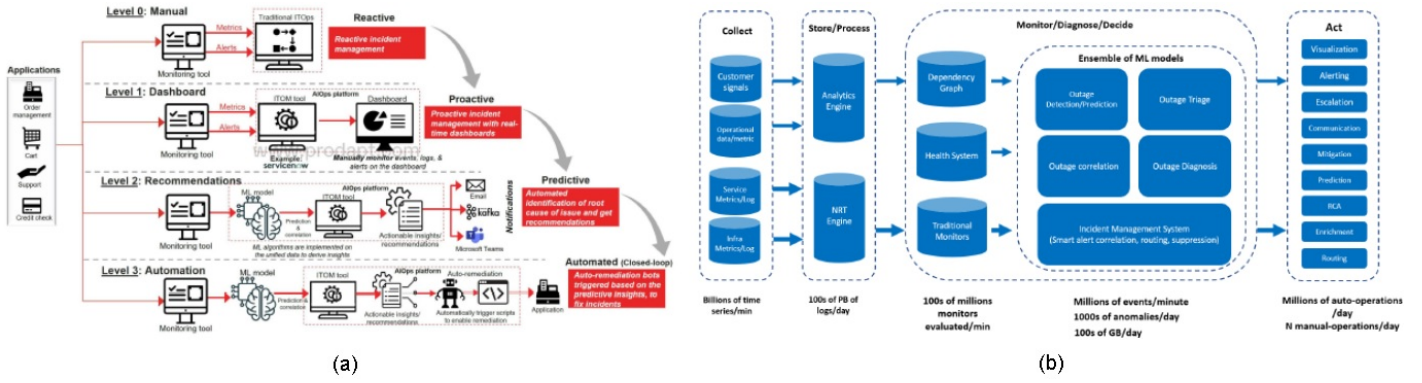 Level 0: Manual
Traditional ITOps
Reactive
Metrics
Alerts
Monitoring tool
Reactive incident
management
Applications
Order
management
Cart
Support
Credit check
Level 1: Dashboard
AIOps platform
Proactive
ITOM tool
Dashboard
Metrics
Alerts
Monitoring tool
Example:
servicenow
Manually monitor events, logs, &
alerts on the dashboard
Proactive incident
management with real-
time dashboards
www.prodapt.com
Level 2: Recommendations
AIOps platform
Predictive
ML model
ITOM tool
Monitoring tool
Prediction
&
correlation
Actionable insights/
recommendations
ML algorithms are implemented on
the unified data to derive insights
Email
kafka
Microsoft Teams
Notifications
Automated
identification of root
cause of issue and get
recommendations
Level 3: Automation
AIOps platform
Automated (Closed-loop)
ML model
ITOM tool
Auto-remediation
Monitoring tool
Prediction &
correlation
Actionable insights/
recommendations
Automatically trigger scripts
to enable remediation
Application
Auto-remediation bots
triggered based on the
predictive insights, to
fix incidents
(a)
Collect
Customer
signals
Operational
data/metric
Service
Metrics/Log
Infra
Metrics/Log
Billions of time
series/min
Store/Process
Analytics
Engine
NRT
Engine
100s of PB of
logs/day
Monitor/Diagnose/Decide
Dependency
Graph
Health System
Traditional
Monitors
100s of millions
monitors
evaluated/min
Ensemble of ML models
Outage
Detection/Prediction
Outage Triage
Outage correlation
Outage Diagnosis
Incident Management System
(Smart alert correlation, routing, suppression)
Millions of events/minute
1000s of anomalies/day
100s of GB/day
Act
Visualization
Alerting
Escalation
Communication
Mitigation
Prediction
RCA
Enrichment
Routing
Millions of auto-operations
/day
N manual-operations/day
(b)